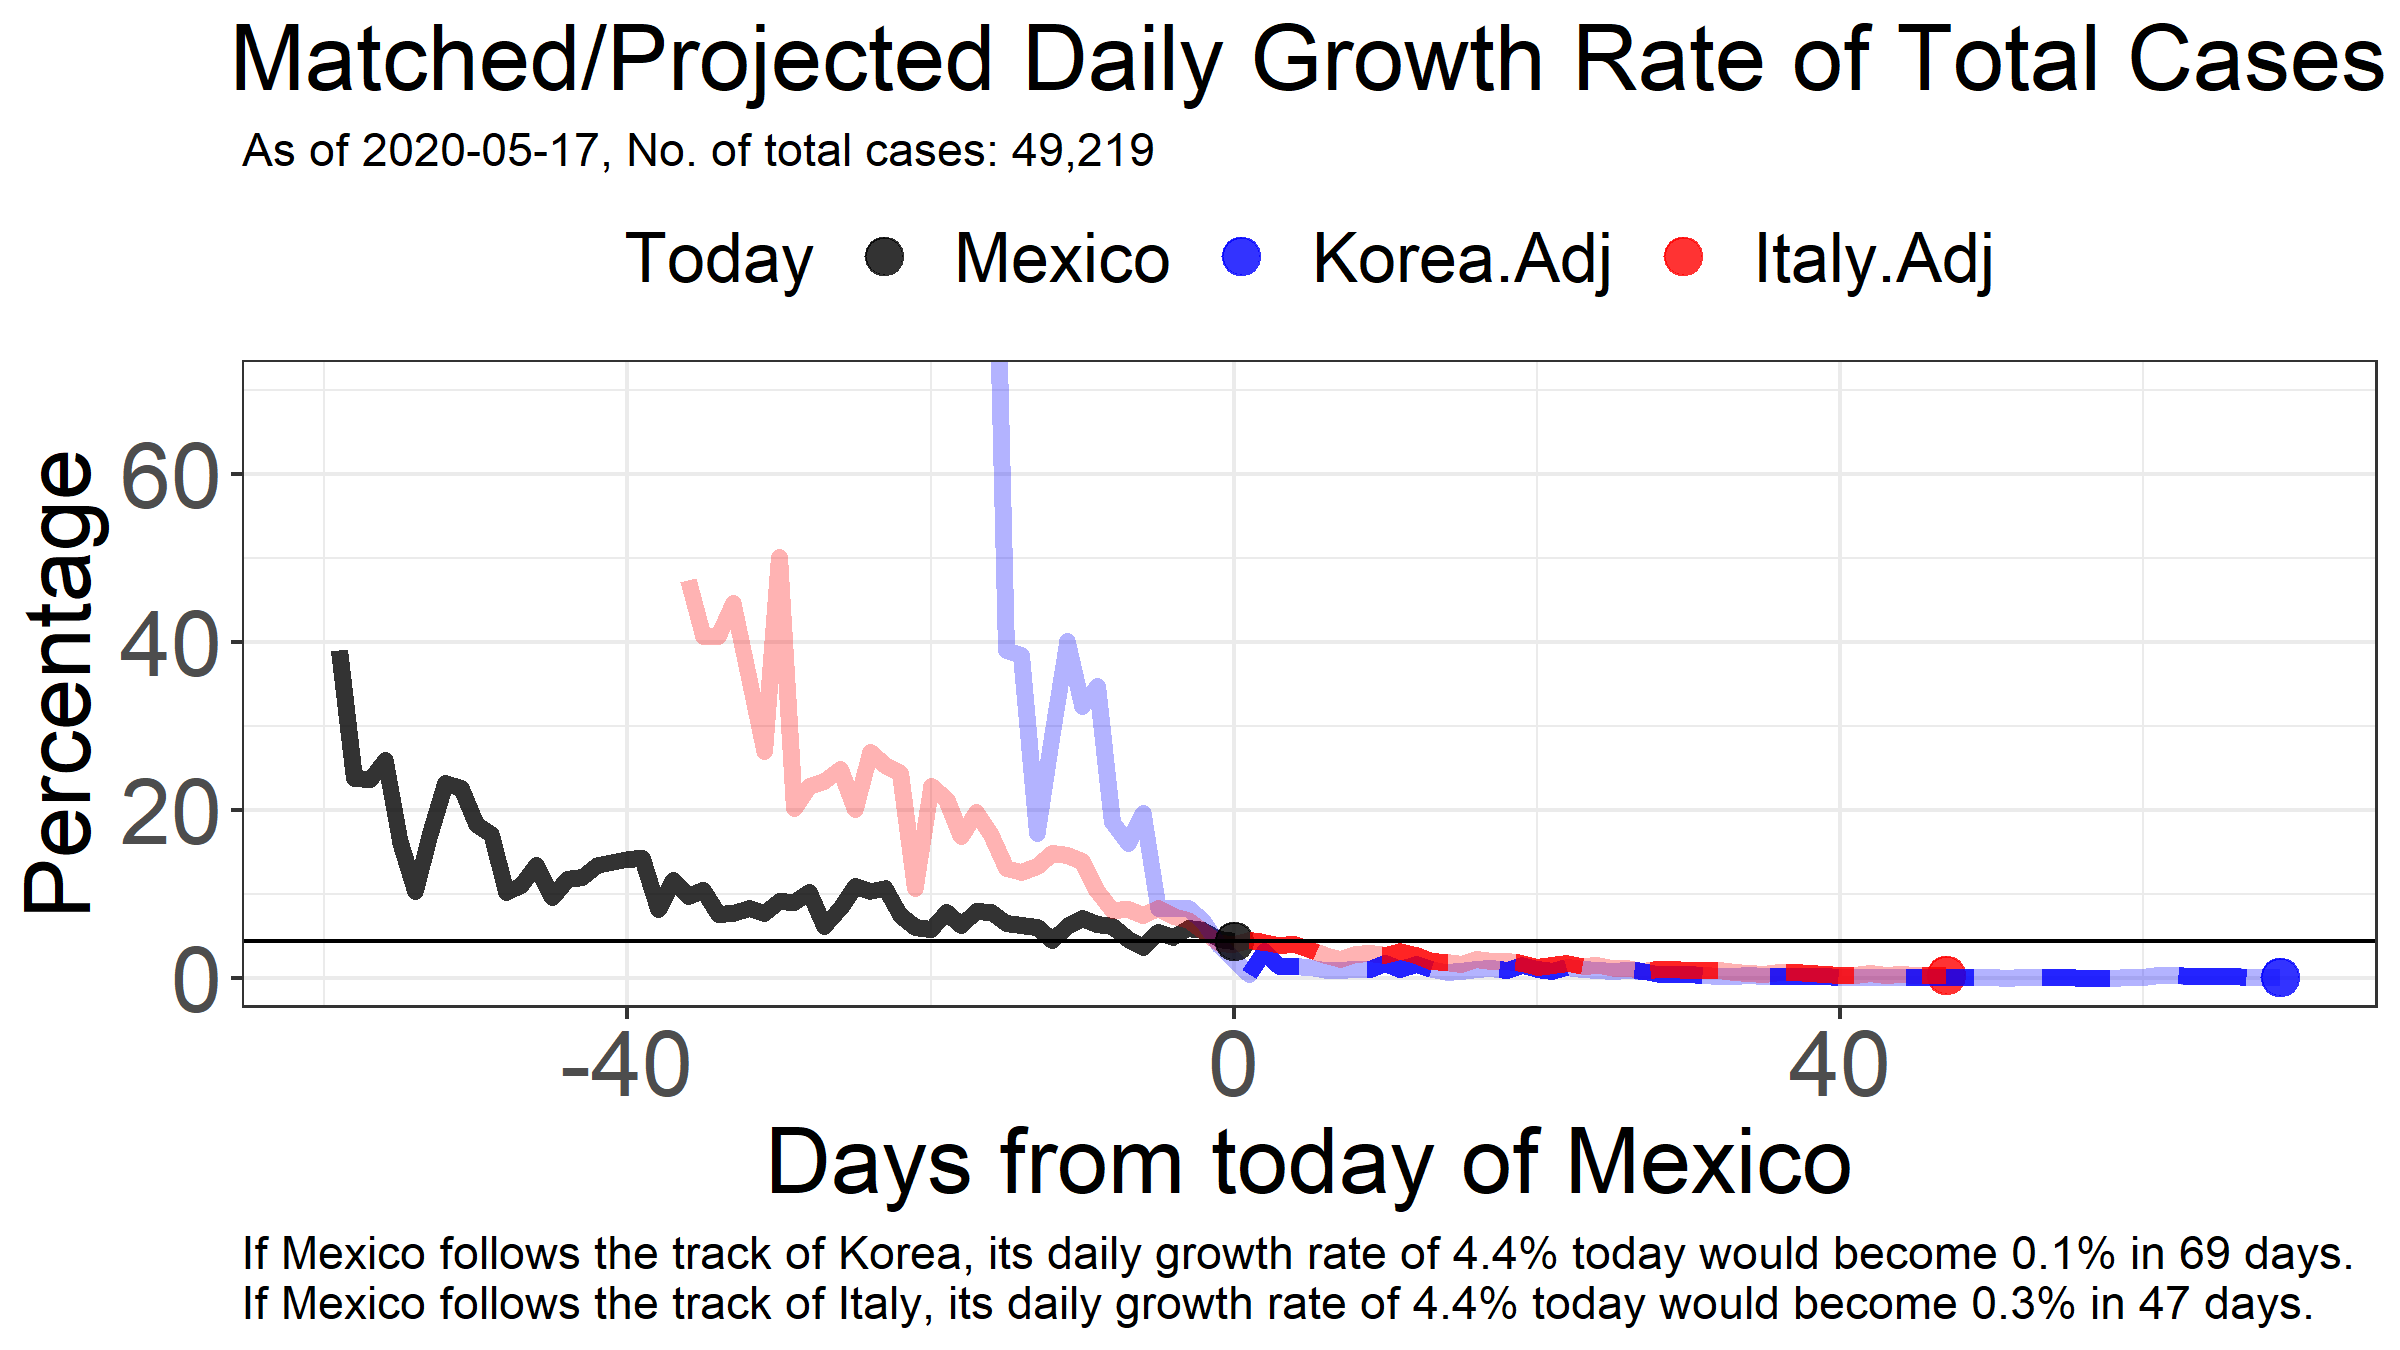 Matched/Projected Daily Growth Rate of Total Cases
As of 2020-05-17, No. of total cases: 49,219
Today Mexico Korea.Adj Italy.Adj
Percentage
60
40
20
0
-40 0 40
Days from today of Mexico
If Mexico follows the track of Korea, its daily growth rate of 4.4% today would become 0.1% in 69 days.
If Mexico follows the track of Italy, its daily growth rate of 4.4% today would become 0.3% in 47 days.